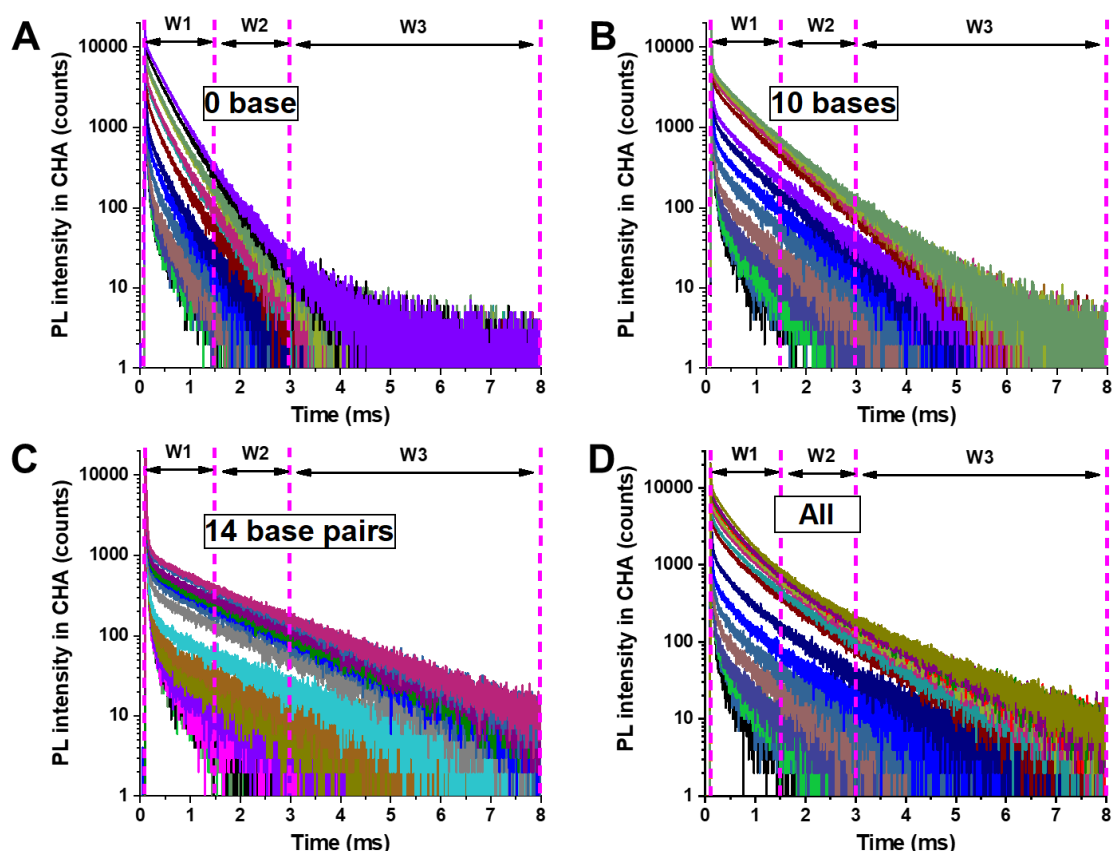 A
W1 W2 W3
0 base
PL intensity in CHA (counts)
10000
1000
100
10
1
0 1 2 3 4 5 6 7 8
Time (ms)
B
W1 W2 W3
10 bases
PL intensity in CHA (counts)
10000
1000
100
10
1
0 1 2 3 4 5 6 7 8
Time (ms)
C
W1 W2 W3
14 base pairs
PL intensity in CHA (counts)
10000
1000
100
10
1
0 1 2 3 4 5 6 7 8
Time (ms)
D
W1 W2 W3
All
PL intensity in CHA (counts)
10000
1000
100
10
1
0 1 2 3 4 5 6 7 8
Time (ms)